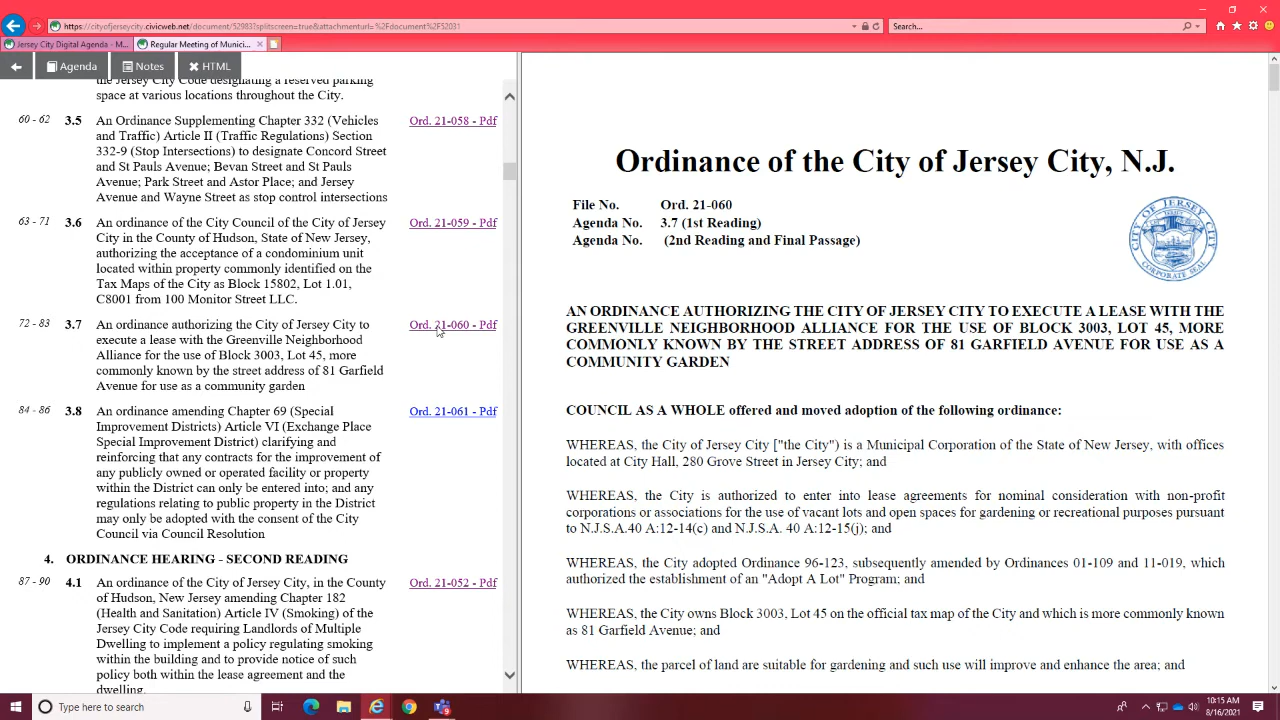 https://cityofjerseycity.civicweb.net/document/52983?splitscreen=true&attachmenturl=%2Fdocument%2F52031
Search...
Jersey City Digital Agenda - M...
Regular Meeting of Munici...
Agenda
Notes
HTML
the Jersey City Code designating a reserved parking
space at various locations throughout the City.
60 - 62 3.5 An Ordinance Supplementing Chapter 332 (Vehicles Ord. 21-058 - Pdf
and Traffic) Article II (Traffic Regulations) Section
332-9 (Stop Intersections) to designate Concord Street
and St Pauls Avenue; Bevan Street and St Pauls
Avenue; Park Street and Astor Place; and Jersey
Avenue and Wayne Street as stop control intersections
63 - 71 3.6 An ordinance of the City Council of the City of Jersey Ord. 21-059 - Pdf
City in the County of Hudson, State of New Jersey,
authorizing the acceptance of a condominium unit
located within property commonly identified on the
Tax Maps of the City as Block 15802, Lot 1.01,
C8001 from 100 Monitor Street LLC.
72 - 83 3.7 An ordinance authorizing the City of Jersey City to Ord. 21-060 - Pdf
execute a lease with the Greenville Neighborhood
Alliance for the use of Block 3003, Lot 45, more
commonly known by the street address of 81 Garfield
Avenue for use as a community garden
84 - 86 3.8 An ordinance amending Chapter 69 (Special Ord. 21-061 - Pdf
Improvement Districts) Article VI (Exchange Place
Special Improvement District) clarifying and
reinforcing that any contracts for the improvement of
any publicly owned or operated facility or property
within the District can only be entered into; and any
regulations relating to public property in the District
may only be adopted with the consent of the City
Council via Council Resolution
4. ORDINANCE HEARING - SECOND READING
87 - 90 4.1 An ordinance of the City of Jersey City, in the County Ord. 21-052 - Pdf
of Hudson, New Jersey amending Chapter 182
(Health and Sanitation) Article IV (Smoking) of the
Jersey City Code requiring Landlords of Multiple
Dwelling to implement a policy regulating smoking
within the building and to provide notice of such
policy both within the lease agreement and the
dwelling.
Ordinance of the City of Jersey City, N.J.
File No. Ord. 21-060
Agenda No. 3.7 (1st Reading)
Agenda No. (2nd Reading and Final Passage)
CITY OF JERSEY CITY
CORPORATE SEAL
AN ORDINANCE AUTHORIZING THE CITY OF JERSEY CITY TO EXECUTE A LEASE WITH THE
GREENVILLE NEIGHBORHOOD ALLIANCE FOR THE USE OF BLOCK 3003, LOT 45, MORE
COMMONLY KNOWN BY THE STREET ADDRESS OF 81 GARFIELD AVENUE FOR USE AS A
COMMUNITY GARDEN
COUNCIL AS A WHOLE offered and moved adoption of the following ordinance:
WHEREAS, the City of Jersey City ["the City") is a Municipal Corporation of the State of New Jersey, with offices
located at City Hall, 280 Grove Street in Jersey City; and
WHEREAS, the City is authorized to enter into lease agreements for nominal consideration with non-profit
corporations or associations for the use of vacant lots and open spaces for gardening or recreational purposes pursuant
to N.J.S.A.40 A:12-14(c) and N.J.S.A. 40 A:12-15(j); and
WHEREAS, the City adopted Ordinance 96-123, subsequently amended by Ordinances 01-109 and 11-019, which
authorized the establishment of an "Adopt A Lot" Program; and
WHEREAS, the City owns Block 3003, Lot 45 on the official tax map of the City and which is more commonly known
as 81 Garfield Avenue; and
WHEREAS, the parcel of land are suitable for gardening and such use will improve and enhance the area; and
Type here to search
10:15 AM
8/16/2021